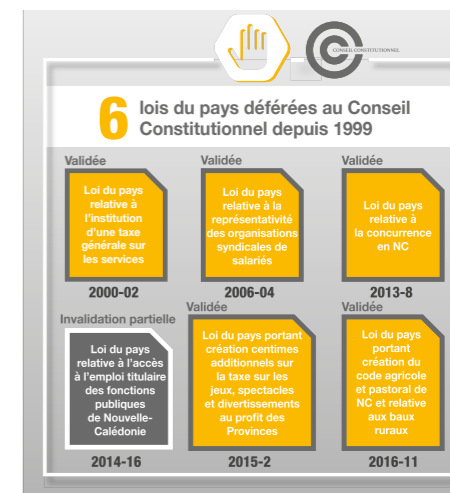 CONSEIL CONSTITUTIONNEL
6 lois du pays déférées au Conseil
Constitutionnel depuis 1999
Validée
Loi du pays
relative à
l'institution
d'une taxe
générale sur
les services
2000-02
Validée
Loi du pays
relative à la
représentativité
des organisations
syndicales de
salariés
2006-04
Validée
Loi du pays
relative à
la concurrence
en NC
2013-8
Invalidation partielle
Loi du pays
relative à l'accès
à l'emploi titulaire
des fonctions
publiques
de Nouvelle-
Calédonie
2014-16
Validée
Loi du pays portant
création centimes
additionnels sur
la taxe sur les
jeux, spectacles
et divertissements
au profit des
Provinces
2015-2
Validée
Loi du pays
portant
création du
code agricole
et pastoral de
NC et relative
aux baux
ruraux
2016-11